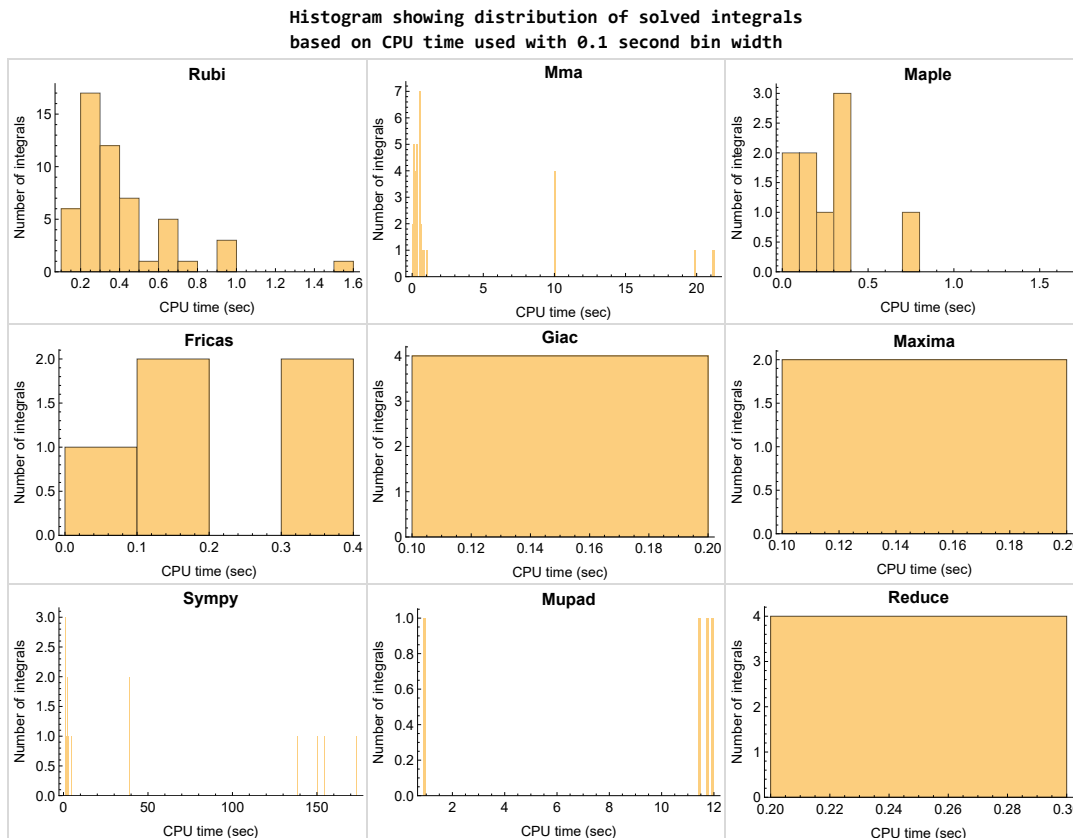 Histogram showing distribution of solved integrals
based on CPU time used with 0.1 second bin width
Rubi
Number of integrals
15
10
5
0
0.2 0.4 0.6 0.8 1.0 1.2 1.4 1.6
CPU time (sec)
Mma
Number of integrals
7
6
5
4
3
2
1
0
0 5 10 15 20
CPU time (sec)
Maple
Number of integrals
3.0
2.5
2.0
1.5
1.0
0.5
0.0
0.0 0.5 1.0 1.5
CPU time (sec)
Fricas
Number of integrals
2.0
1.5
1.0
0.5
0.0
0.0 0.1 0.2 0.3 0.4
CPU time (sec)
Giac
Number of integrals
4
3
2
1
0
0.10 0.12 0.14 0.16 0.18 0.20
CPU time (sec)
Maxima
Number of integrals
2.0
1.5
1.0
0.5
0.0
0.10 0.12 0.14 0.16 0.18
CPU time (sec)
Sympy
Number of integrals
3.0
2.5
2.0
1.5
1.0
0.5
0.0
0 50 100 150
CPU time (sec)
Mupad
Number of integrals
1.0
0.8
0.6
0.4
0.2
0.0
2 4 6 8 10 12
CPU time (sec)
Reduce
Number of integrals
4
3
2
1
0
0.20 0.22 0.24 0.26 0.28
CPU time (sec)